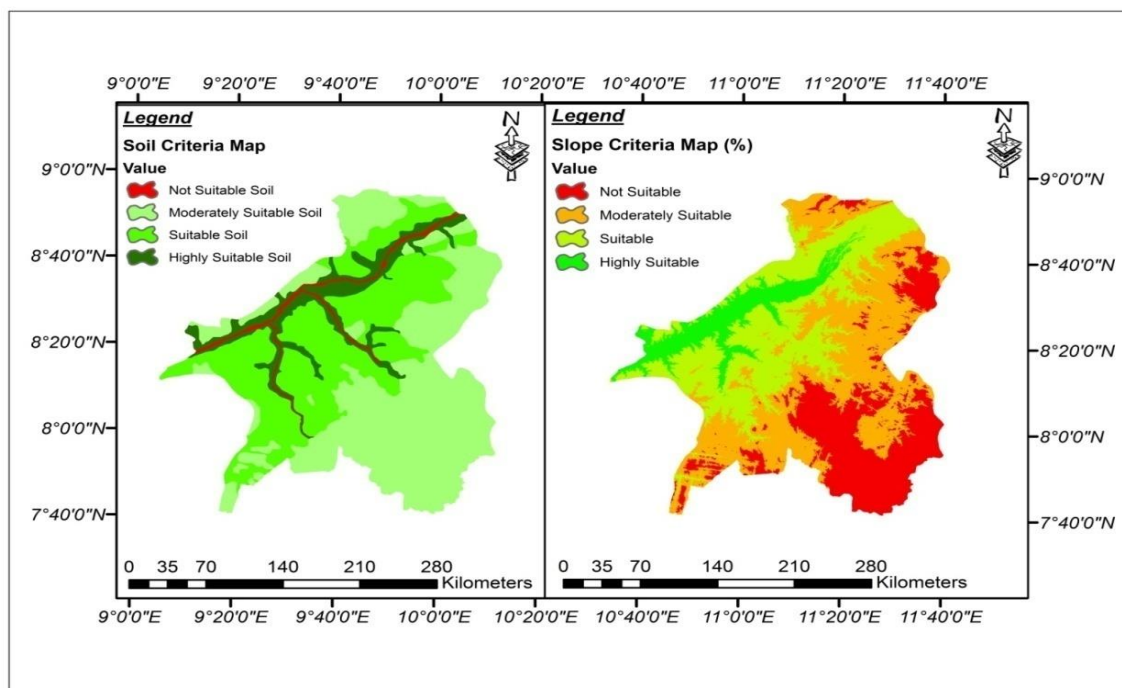 9°0'0"E 9°20'0"E 9°40'0"E 10°0'0"E 10°20'0"E 10°40'0"E 11°0'0"E 11°20'0"E 11°40'0"E
Legend
N
Soil Criteria Map
Value
Not Suitable Soil
Moderately Suitable Soil
Suitable Soil
Highly Suitable Soil
9°0'0"N
8°40'0"N
8°20'0"N
8°0'0"N
7°40'0"N
0 35 70 140 210 280
Kilometers
Legend
N
Slope Criteria Map (%)
Value
Not Suitable
Moderately Suitable
Suitable
Highly Suitable
9°0'0"N
8°40'0"N
8°20'0"N
8°0'0"N
7°40'0"N
0 35 70 140 210 280
Kilometers
9°0'0"E 9°20'0"E 9°40'0"E 10°0'0"E 10°20'0"E 10°40'0"E 11°0'0"E 11°20'0"E 11°40'0"E